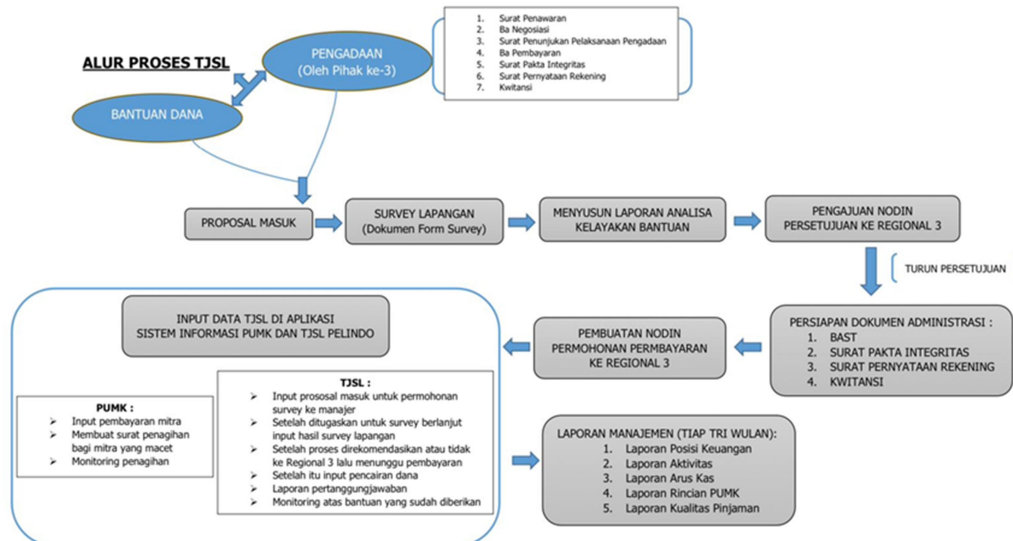 ALUR PROSES TJSL
PENGADAAN
(Oleh Pihak ke-3)
BANTUAN DANA
1. Surat Penawaran
2. Ba Negosiasi
3. Surat Penunjukan Pelaksanaan Pengadaan
4. Ba Pembayaran
5. Surat Pakta Integritas
6. Surat Pernyataan Rekening
7. Kwitansi
PROPOSAL MASUK
SURVEY LAPANGAN
(Dokumen Form Survey)
MENYUSUN LAPORAN ANALISA
KELAYAKAN BANTUAN
PENGAJUAN NODIN
PERSETUJUAN KE REGIONAL 3
TURUN PERSETUJUAN
PERSIAPAN DOKUMEN ADMINISTRASI :
1. BAST
2. SURAT PAKTA INTEGRITAS
3. SURAT PERNYATAAN REKENING
4. KWITANSI
PEMBUATAN NODIN
PERMOHONAN PERMBAYARAN
KE REGIONAL 3
INPUT DATA TJSL DI APLIKASI
SISTEM INFORMASI PUMK DAN TJSL PELINDO
PUMK :
➢ Input pembayaran mitra
➢ Membuat surat penagihan
bagi mitra yang macet
➢ Monitoring penagihan
TJSL :
➢ Input prososal masuk untuk permohonan
survey ke manajer
➢ Setelah ditugaskan untuk survey berlanjut
input hasil survey lapangan
➢ Setelah proses direkomendasikan atau tidak
ke Regional 3 lalu menunggu pembayaran
➢ Setelah itu input pencairan dana
➢ Laporan pertanggungjawaban
➢ Monitoring atas bantuan yang sudah diberikan
LAPORAN MANAJEMEN (TIAP TRI WULAN):
1. Laporan Posisi Keuangan
2. Laporan Aktivitas
3. Laporan Arus Kas
4. Laporan Rincian PUMK
5. Laporan Kualitas Pinjaman